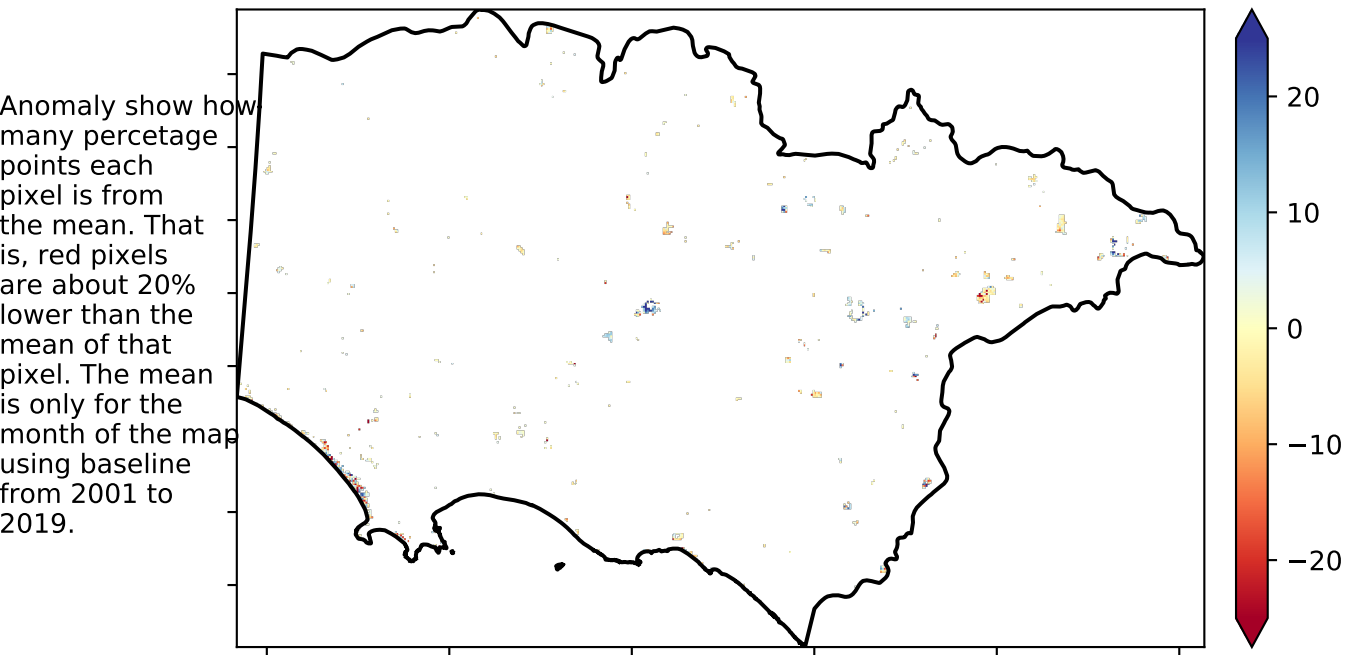 Anomaly show how
many percetage
points each
pixel is from
the mean. That
is, red pixels
are about 20%
lower than the
mean of that
pixel. The mean
is only for the
month of the map
using baseline
from 2001 to
2019.
20
10
0
−10
−20